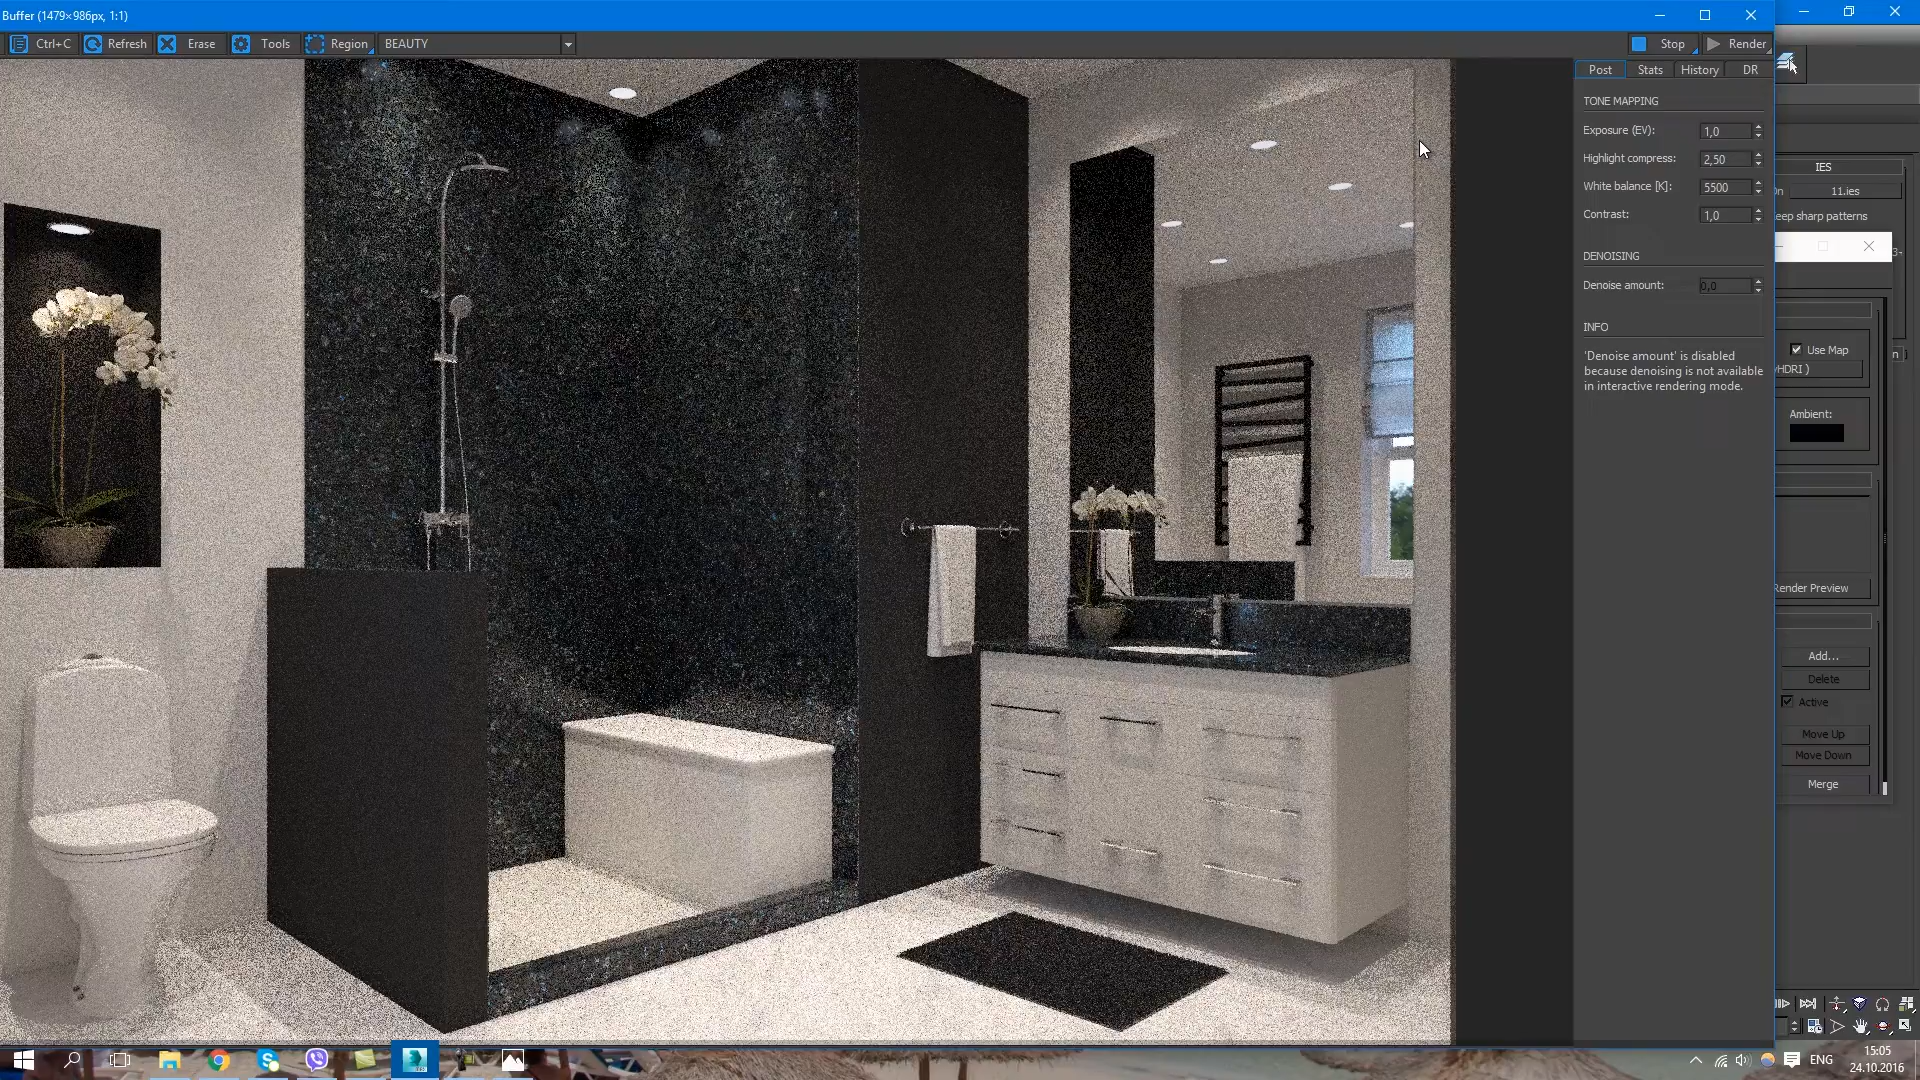 Buffer (1479×986px, 1:1)
Ctrl+C
Refresh
Erase
Tools
Region
BEAUTY
Stop
Render
Post
Stats
History
DR
TONE MAPPING
Exposure (EV):
1,0
Highlight compress:
2,50
White balance [K]:
5500
Contrast:
1,0
DENOISING
Denoise amount:
0,0
INFO
'Denoise amount' is disabled
because denoising is not available
in interactive rendering mode.
IES
11.ies
eep sharp patterns
Use Map
HDRI )
Ambient:
Render Preview
Add...
Delete
Active
Move Up
Move Down
Merge
ENG
15:05
24.10.2016